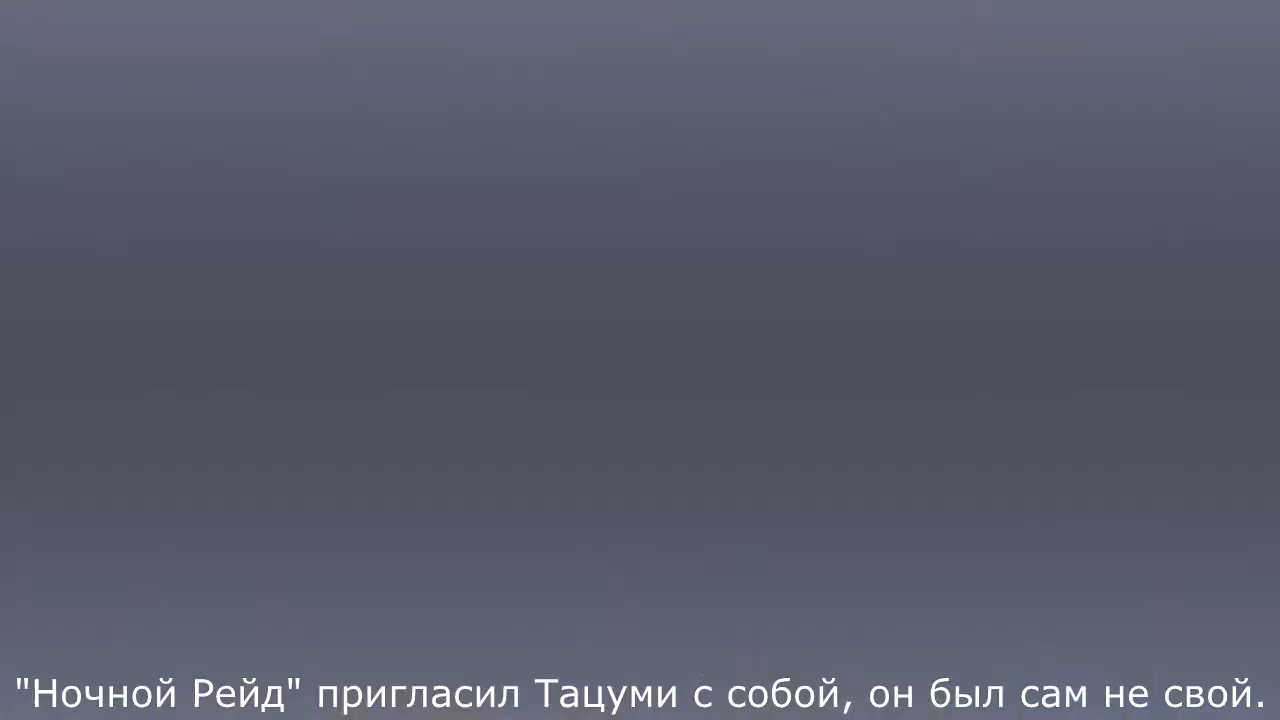 "Ночной Рейд" пригласил Тацуми с собой, он был сам не свой.